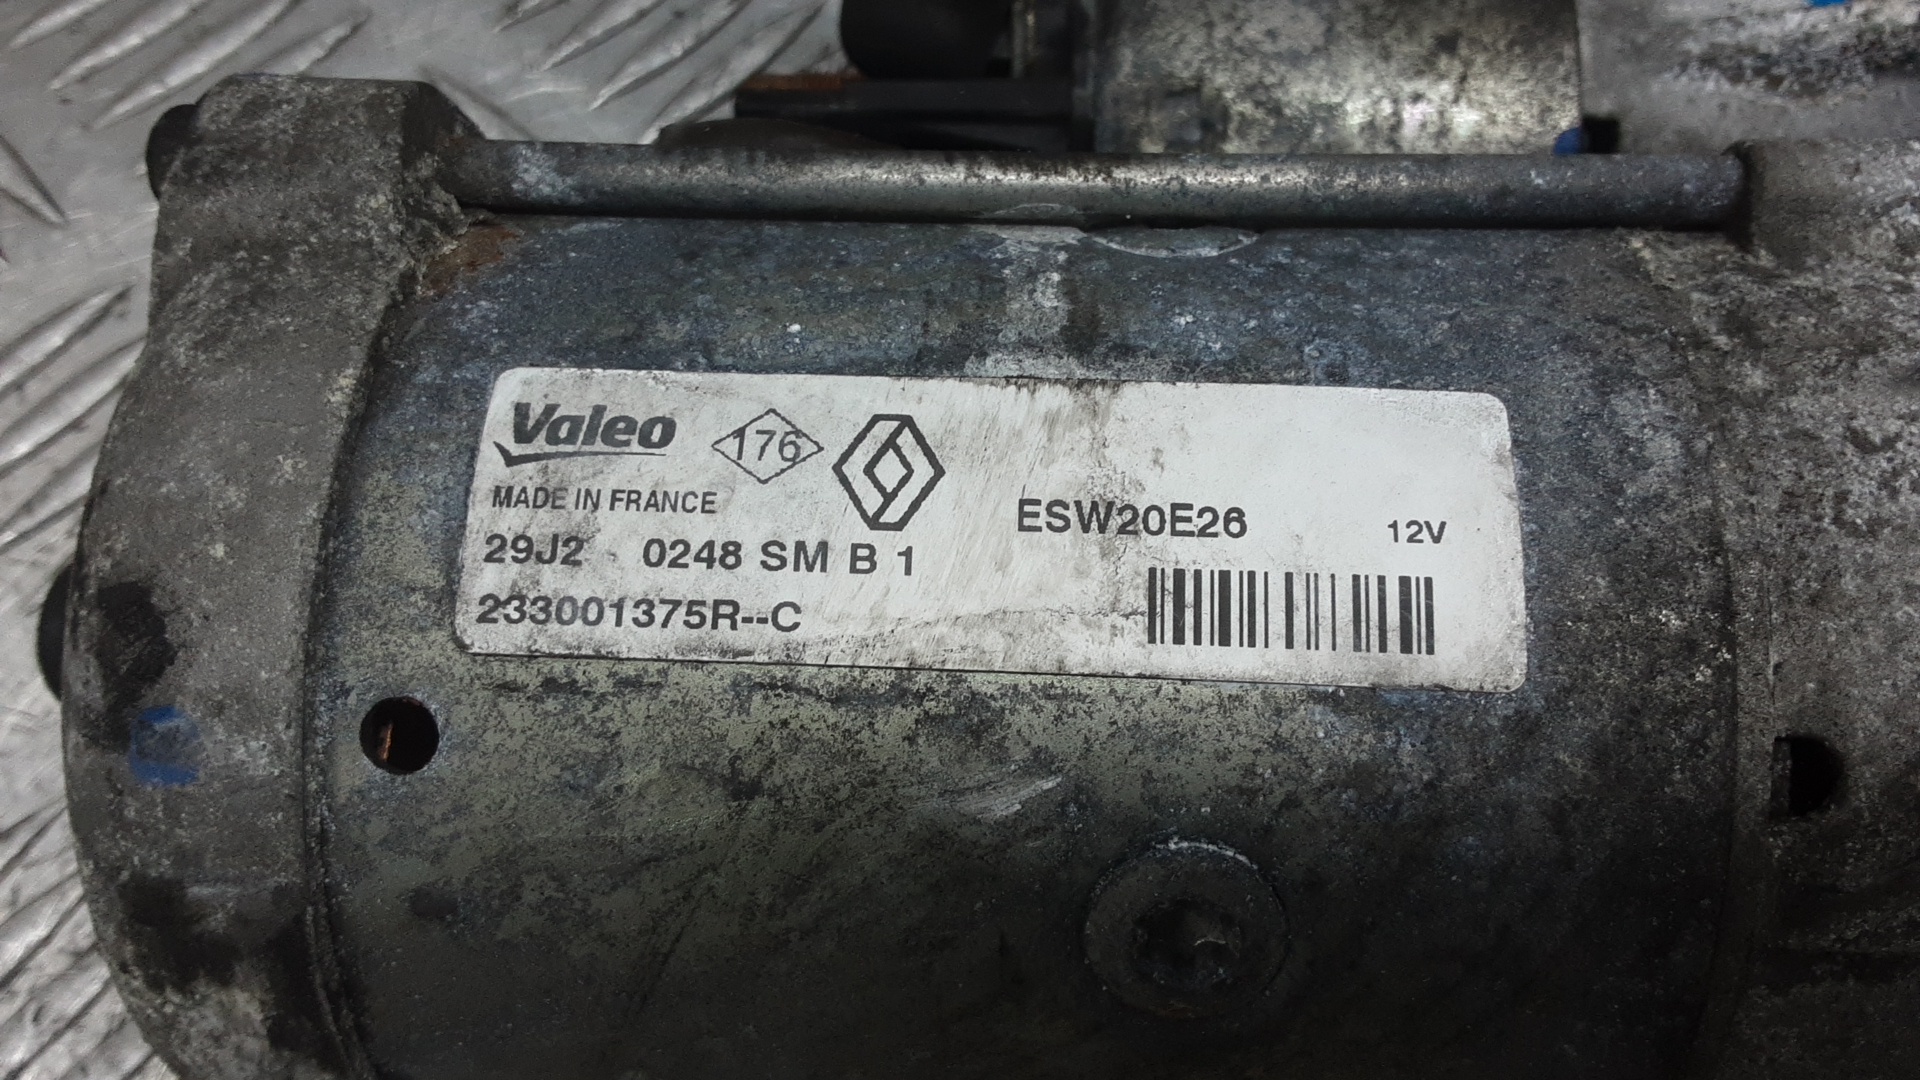 Valeo
176
MADE IN FRANCE
ESW20E26
12V
29J2 0248 SM B 1
233001375R--C